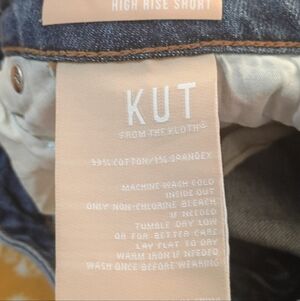 HIGH RISE SHORT
KUT
FROM THE KLOTH®
99% COTTON/1% SPANDEX
MACHINE WASH COLD
INSIDE OUT
ONLY NON-CHLORINE BLEACH
IF NEEDED
TUMBLE DRY LOW
OR FOR BETTER CARE
LAY FLAT TO DRY
WARM IRON IF NEEDED
WASH ONCE BEFORE WEARING